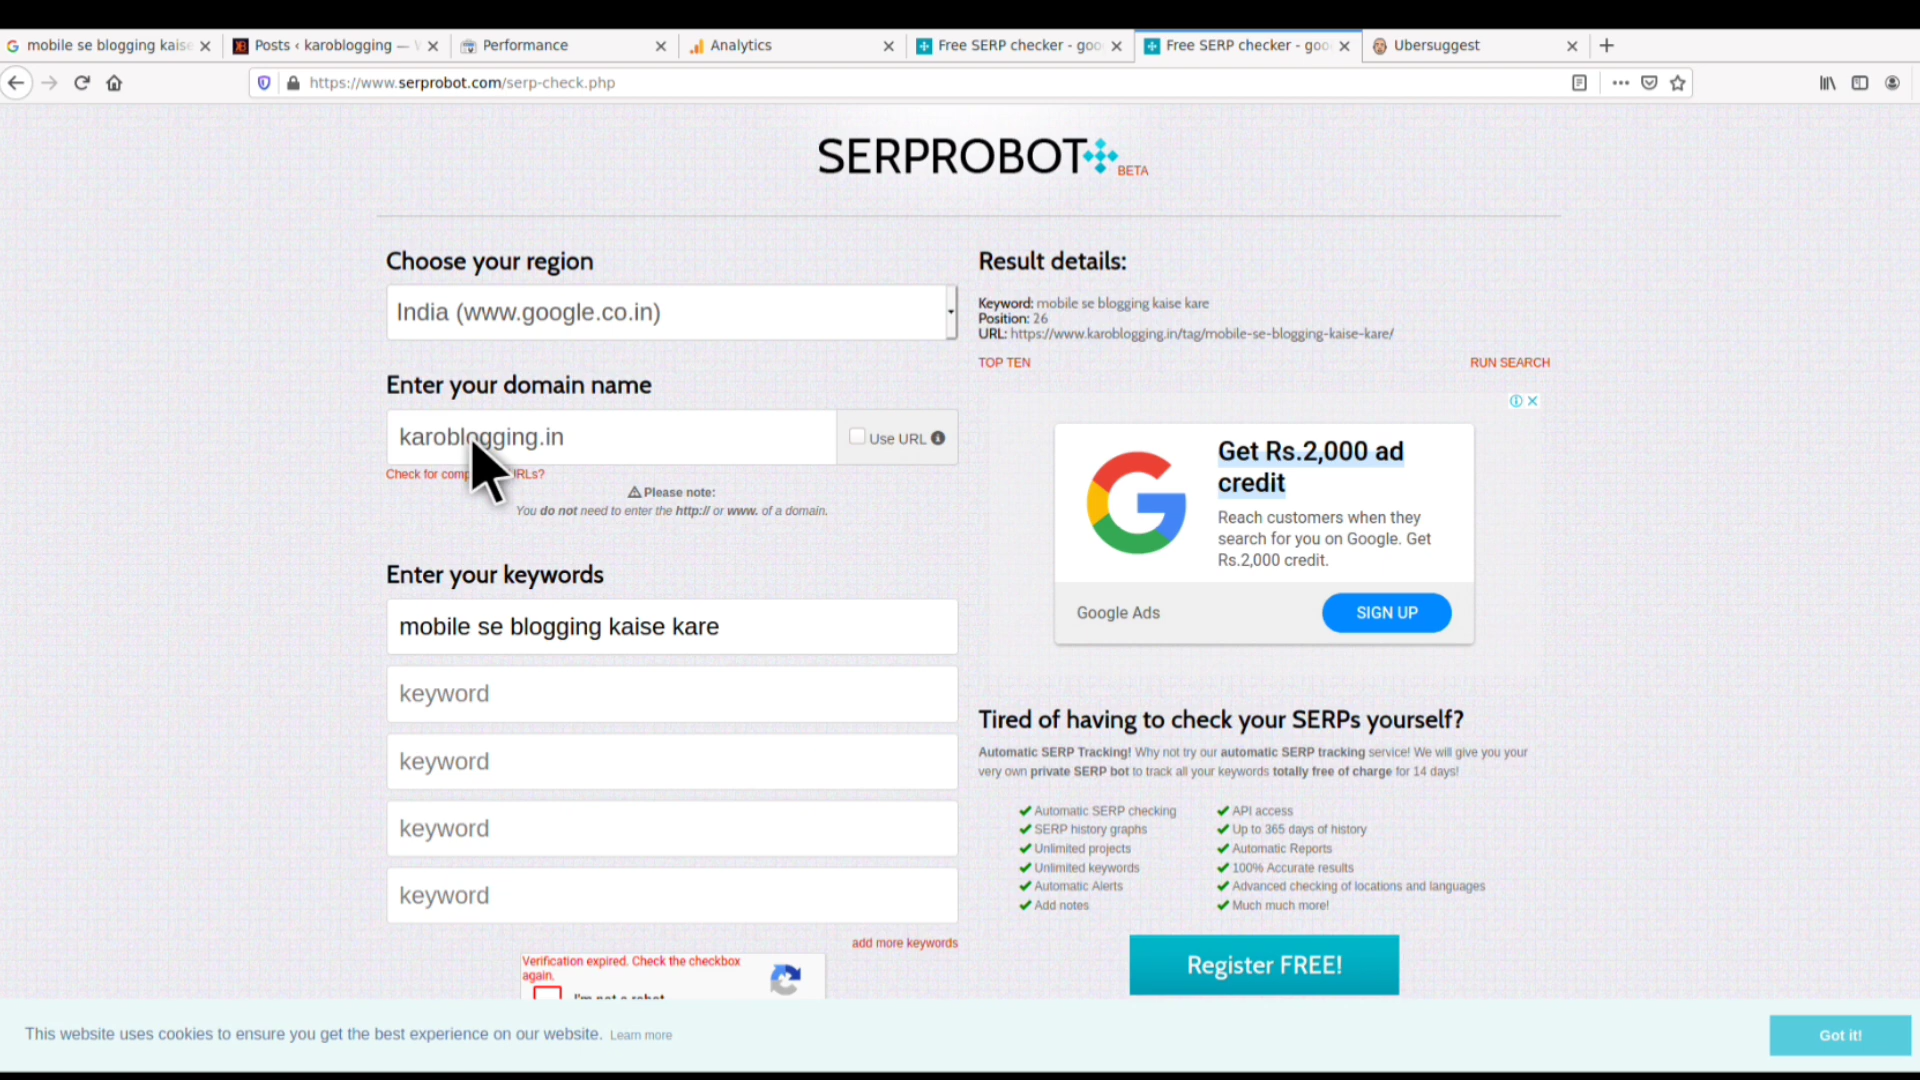 mobile se blogging kaise
Posts ‹ karoblogging —
Performance
Analytics
Free SERP checker - goo
Free SERP checker - goo
Ubersuggest
https://www.serprobot.com/serp-check.php
SERPROBOT
BETA
Choose your region
India (www.google.co.in)
Enter your domain name
karoblogging.in
Use URL
Check for
⚠ Please note:
You do not need to enter the http:// or www. of a domain.
Enter your keywords
mobile se blogging kaise kare
keyword
keyword
keyword
keyword
add more keywords
Verification expired. Check the checkbox
again.
I'm not a robot
Result details:
Keyword: mobile se blogging kaise kare
Position: 26
URL: https://www.karoblogging.in/tag/mobile-se-blogging-kaise-kare/
TOP TEN
RUN SEARCH
Get Rs.2,000 ad
credit
Reach customers when they
search for you on Google. Get
Rs.2,000 credit.
Google Ads
SIGN UP
Tired of having to check your SERPs yourself?
Automatic SERP Tracking! Why not try our automatic SERP tracking service! We will give you your
very own private SERP bot to track all your keywords totally free of charge for 14 days!
Automatic SERP checking
SERP history graphs
Unlimited projects
Unlimited keywords
Automatic Alerts
Add notes
API access
Up to 365 days of history
Automatic Reports
100% Accurate results
Advanced checking of locations and languages
Much much more!
Register FREE!
This website uses cookies to ensure you get the best experience on our website. Learn more
Got it!